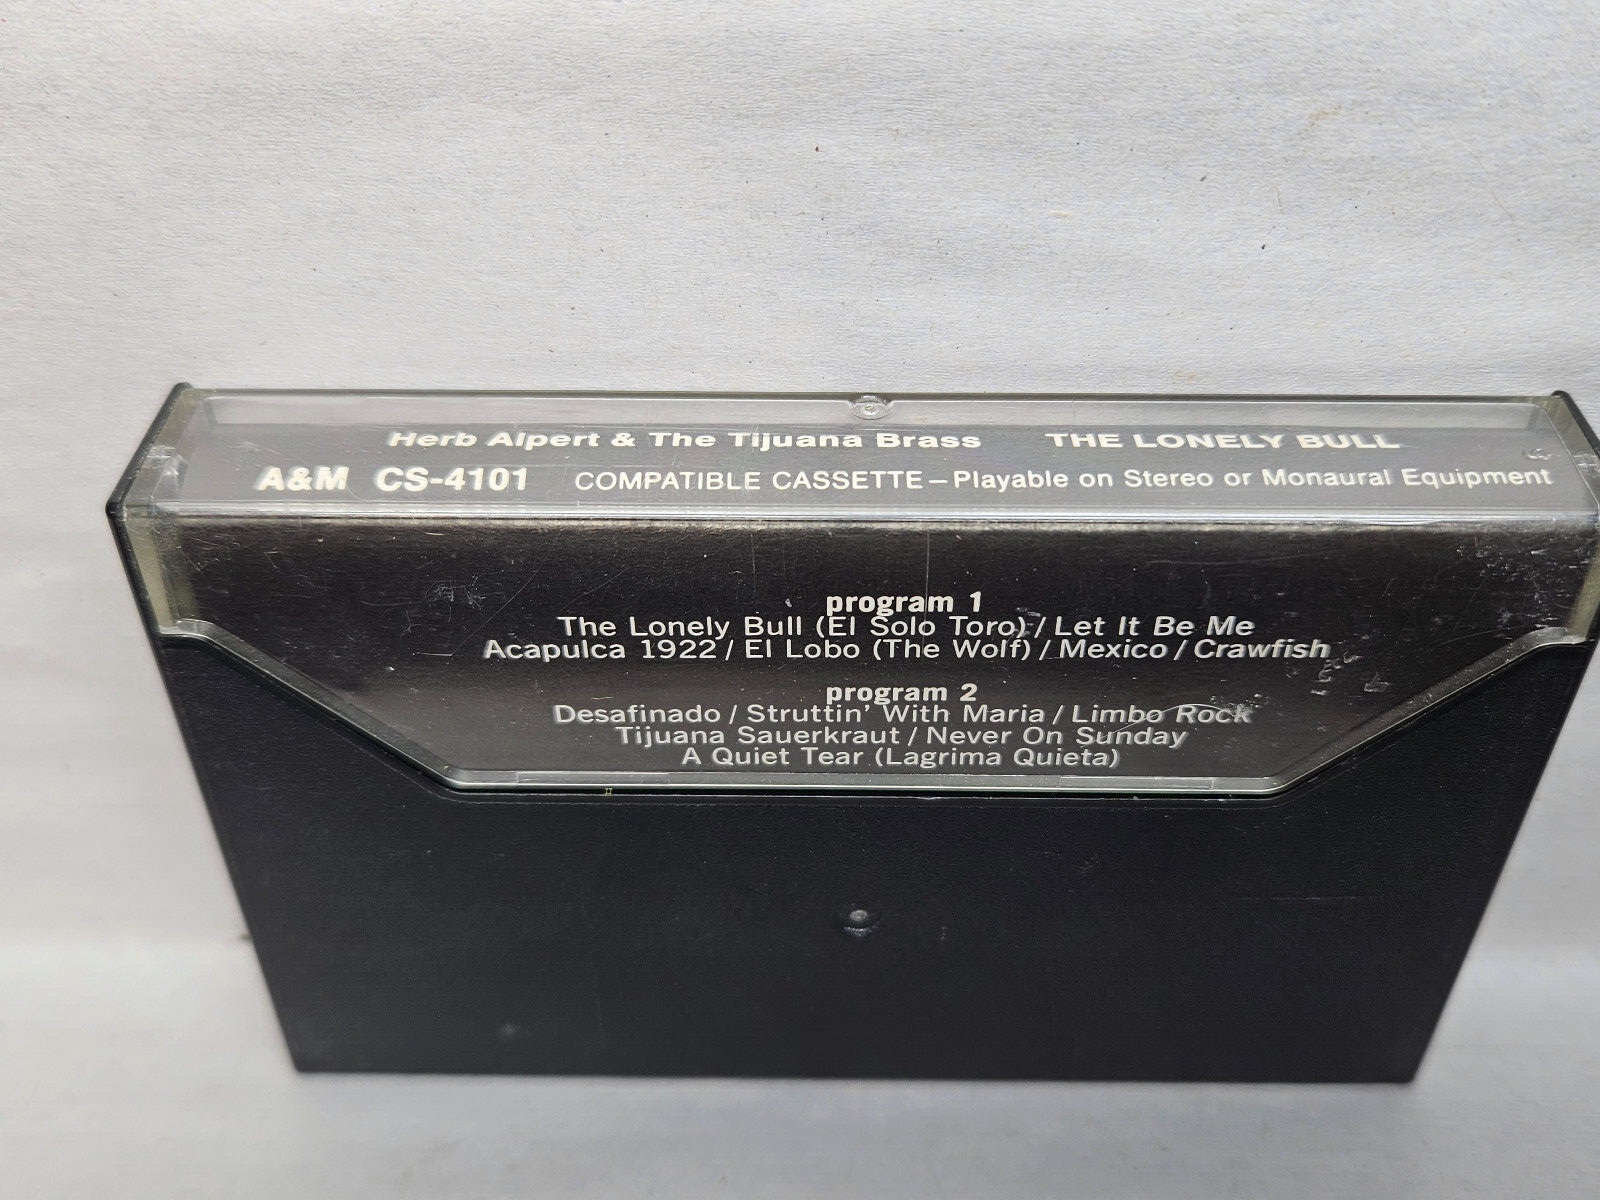 Herb Alpert & The Tijuana Brass THE LONELY BULL
A&M CS-4101 COMPATIBLE CASSETTE – Playable on Stereo or Monaural Equipment
program 1
The Lonely Bull (El Solo Toro) / Let It Be Me
Acapulca 1922 / El Lobo (The Wolf) / Mexico / Crawfish
program 2
Desafinado / Struttin' With Maria / Limbo Rock
Tijuana Sauerkraut / Never On Sunday
A Quiet Tear (Lagrima Quieta)